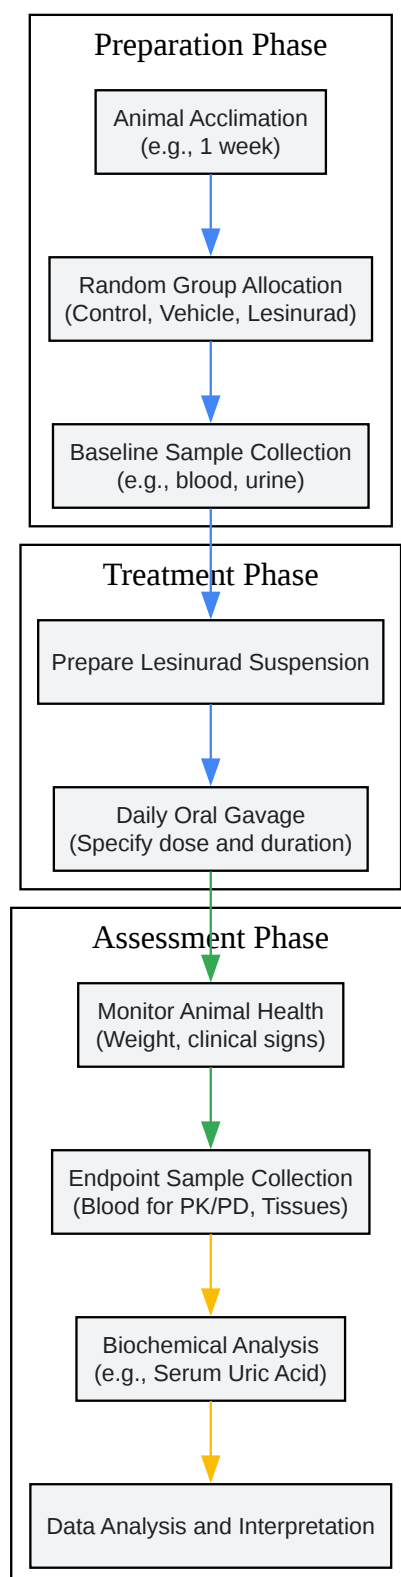 Preparation Phase
Animal Acclimation
(e.g., 1 week)
Random Group Allocation
(Control, Vehicle, Lesinurad)
Baseline Sample Collection
(e.g., blood, urine)
Treatment Phase
Prepare Lesinurad Suspension
Daily Oral Gavage
(Specify dose and duration)
Assessment Phase
Monitor Animal Health
(Weight, clinical signs)
Endpoint Sample Collection
(Blood for PK/PD, Tissues)
Biochemical Analysis
(e.g., Serum Uric Acid)
Data Analysis and Interpretation